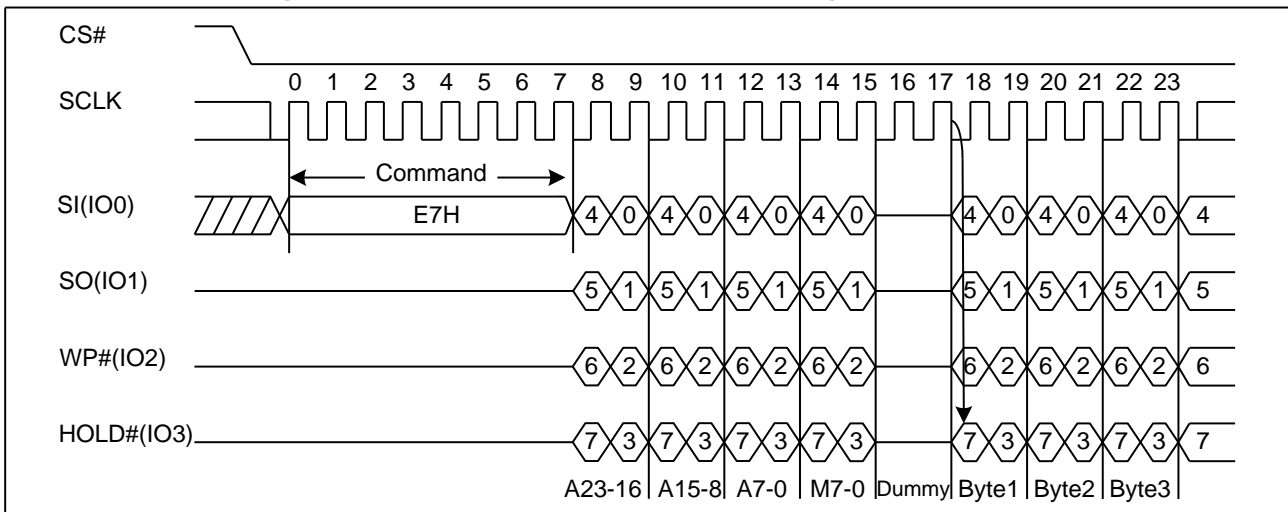 CS#
0 1 2 3 4 5 6 7 8 9 10 11 12 13 14 15 16 17 18 19 20 21 22 23
SCLK
Command
SI(IO0) E7H 4 0 4 0 4 0 4 0 4 0 4 0 4 0 4
SO(IO1) 5 1 5 1 5 1 5 1 5 1 5 1 5 1 5
WP#(IO2) 6 2 6 2 6 2 6 2 6 2 6 2 6 2 6
HOLD#(IO3) 7 3 7 3 7 3 7 3 7 3 7 3 7 3 7
A23-16 A15-8 A7-0 M7-0 Dummy Byte1 Byte2 Byte3